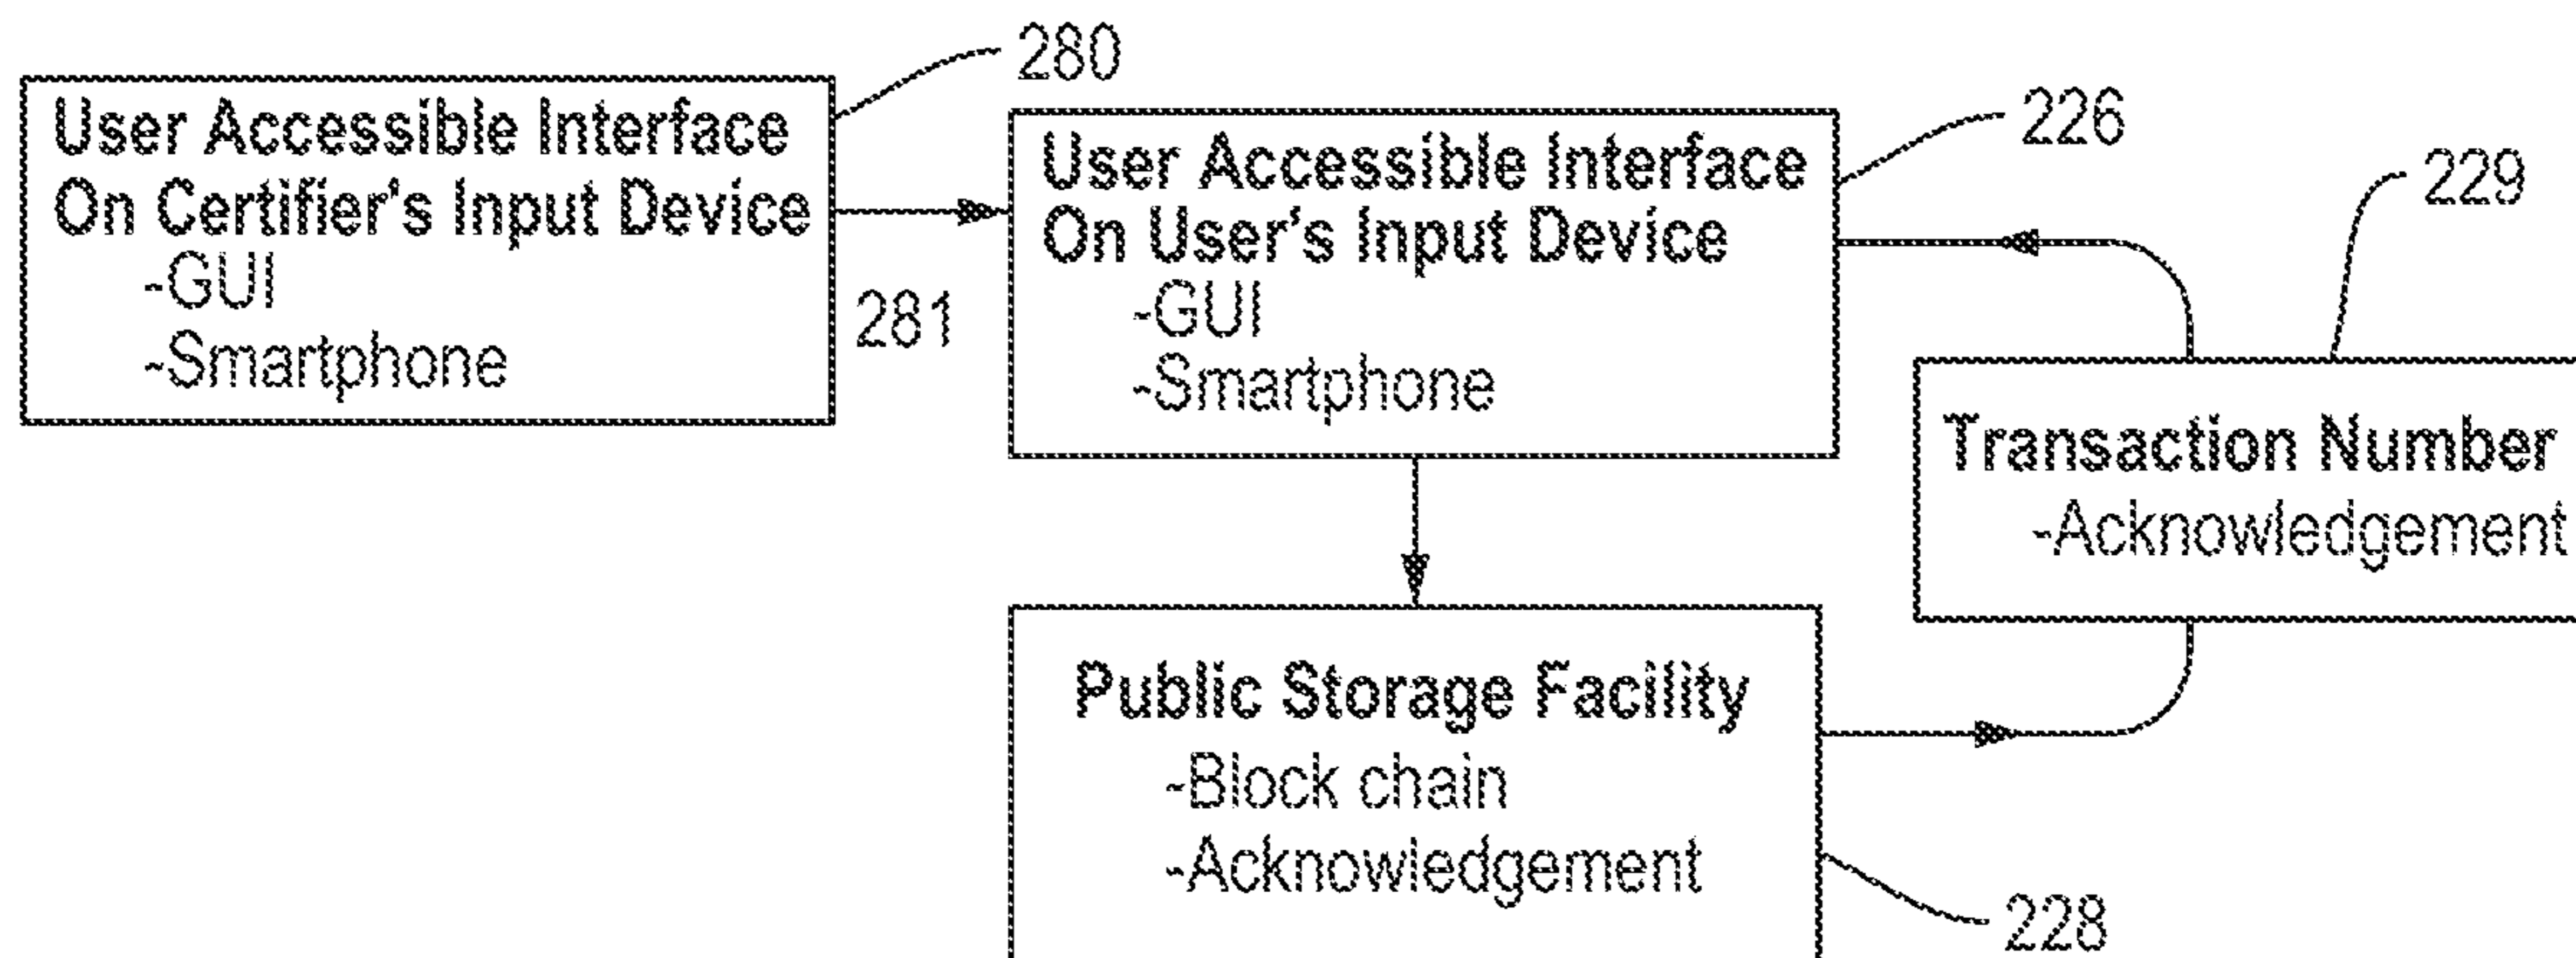 280
User Accessible Interface
On Certifier's Input Device
-GUI
-Smartphone
281
226
User Accessible Interface
On User's Input Device
-GUI
-Smartphone
229
Transaction Number
-Acknowledgement
Public Storage Facility
-Block chain
-Acknowledgement
228